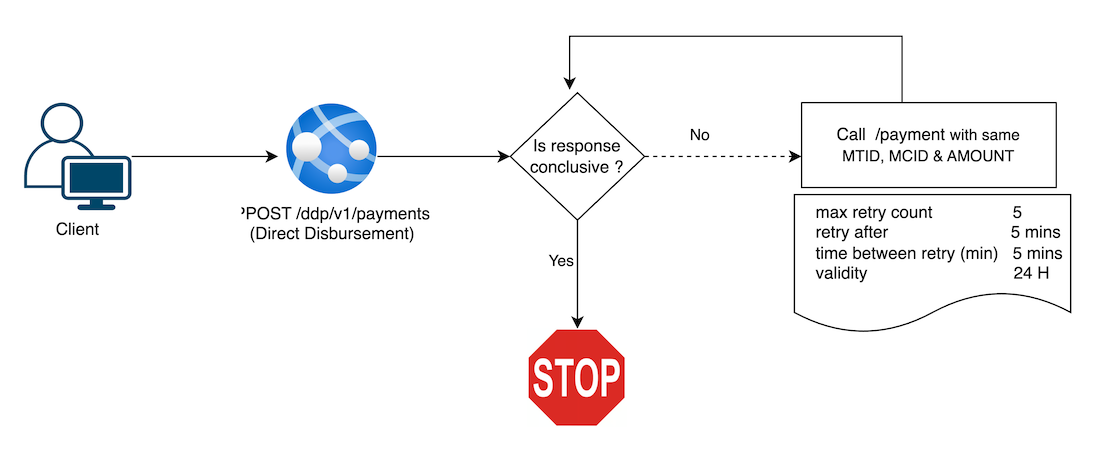 Client
'POST /ddp/v1/payments
(Direct Disbursement)
Is response
conclusive ?
No
Yes
STOP
Call /payment with same
MTID, MCID & AMOUNT
max retry count 5
retry after 5 mins
time between retry (min) 5 mins
validity 24 H